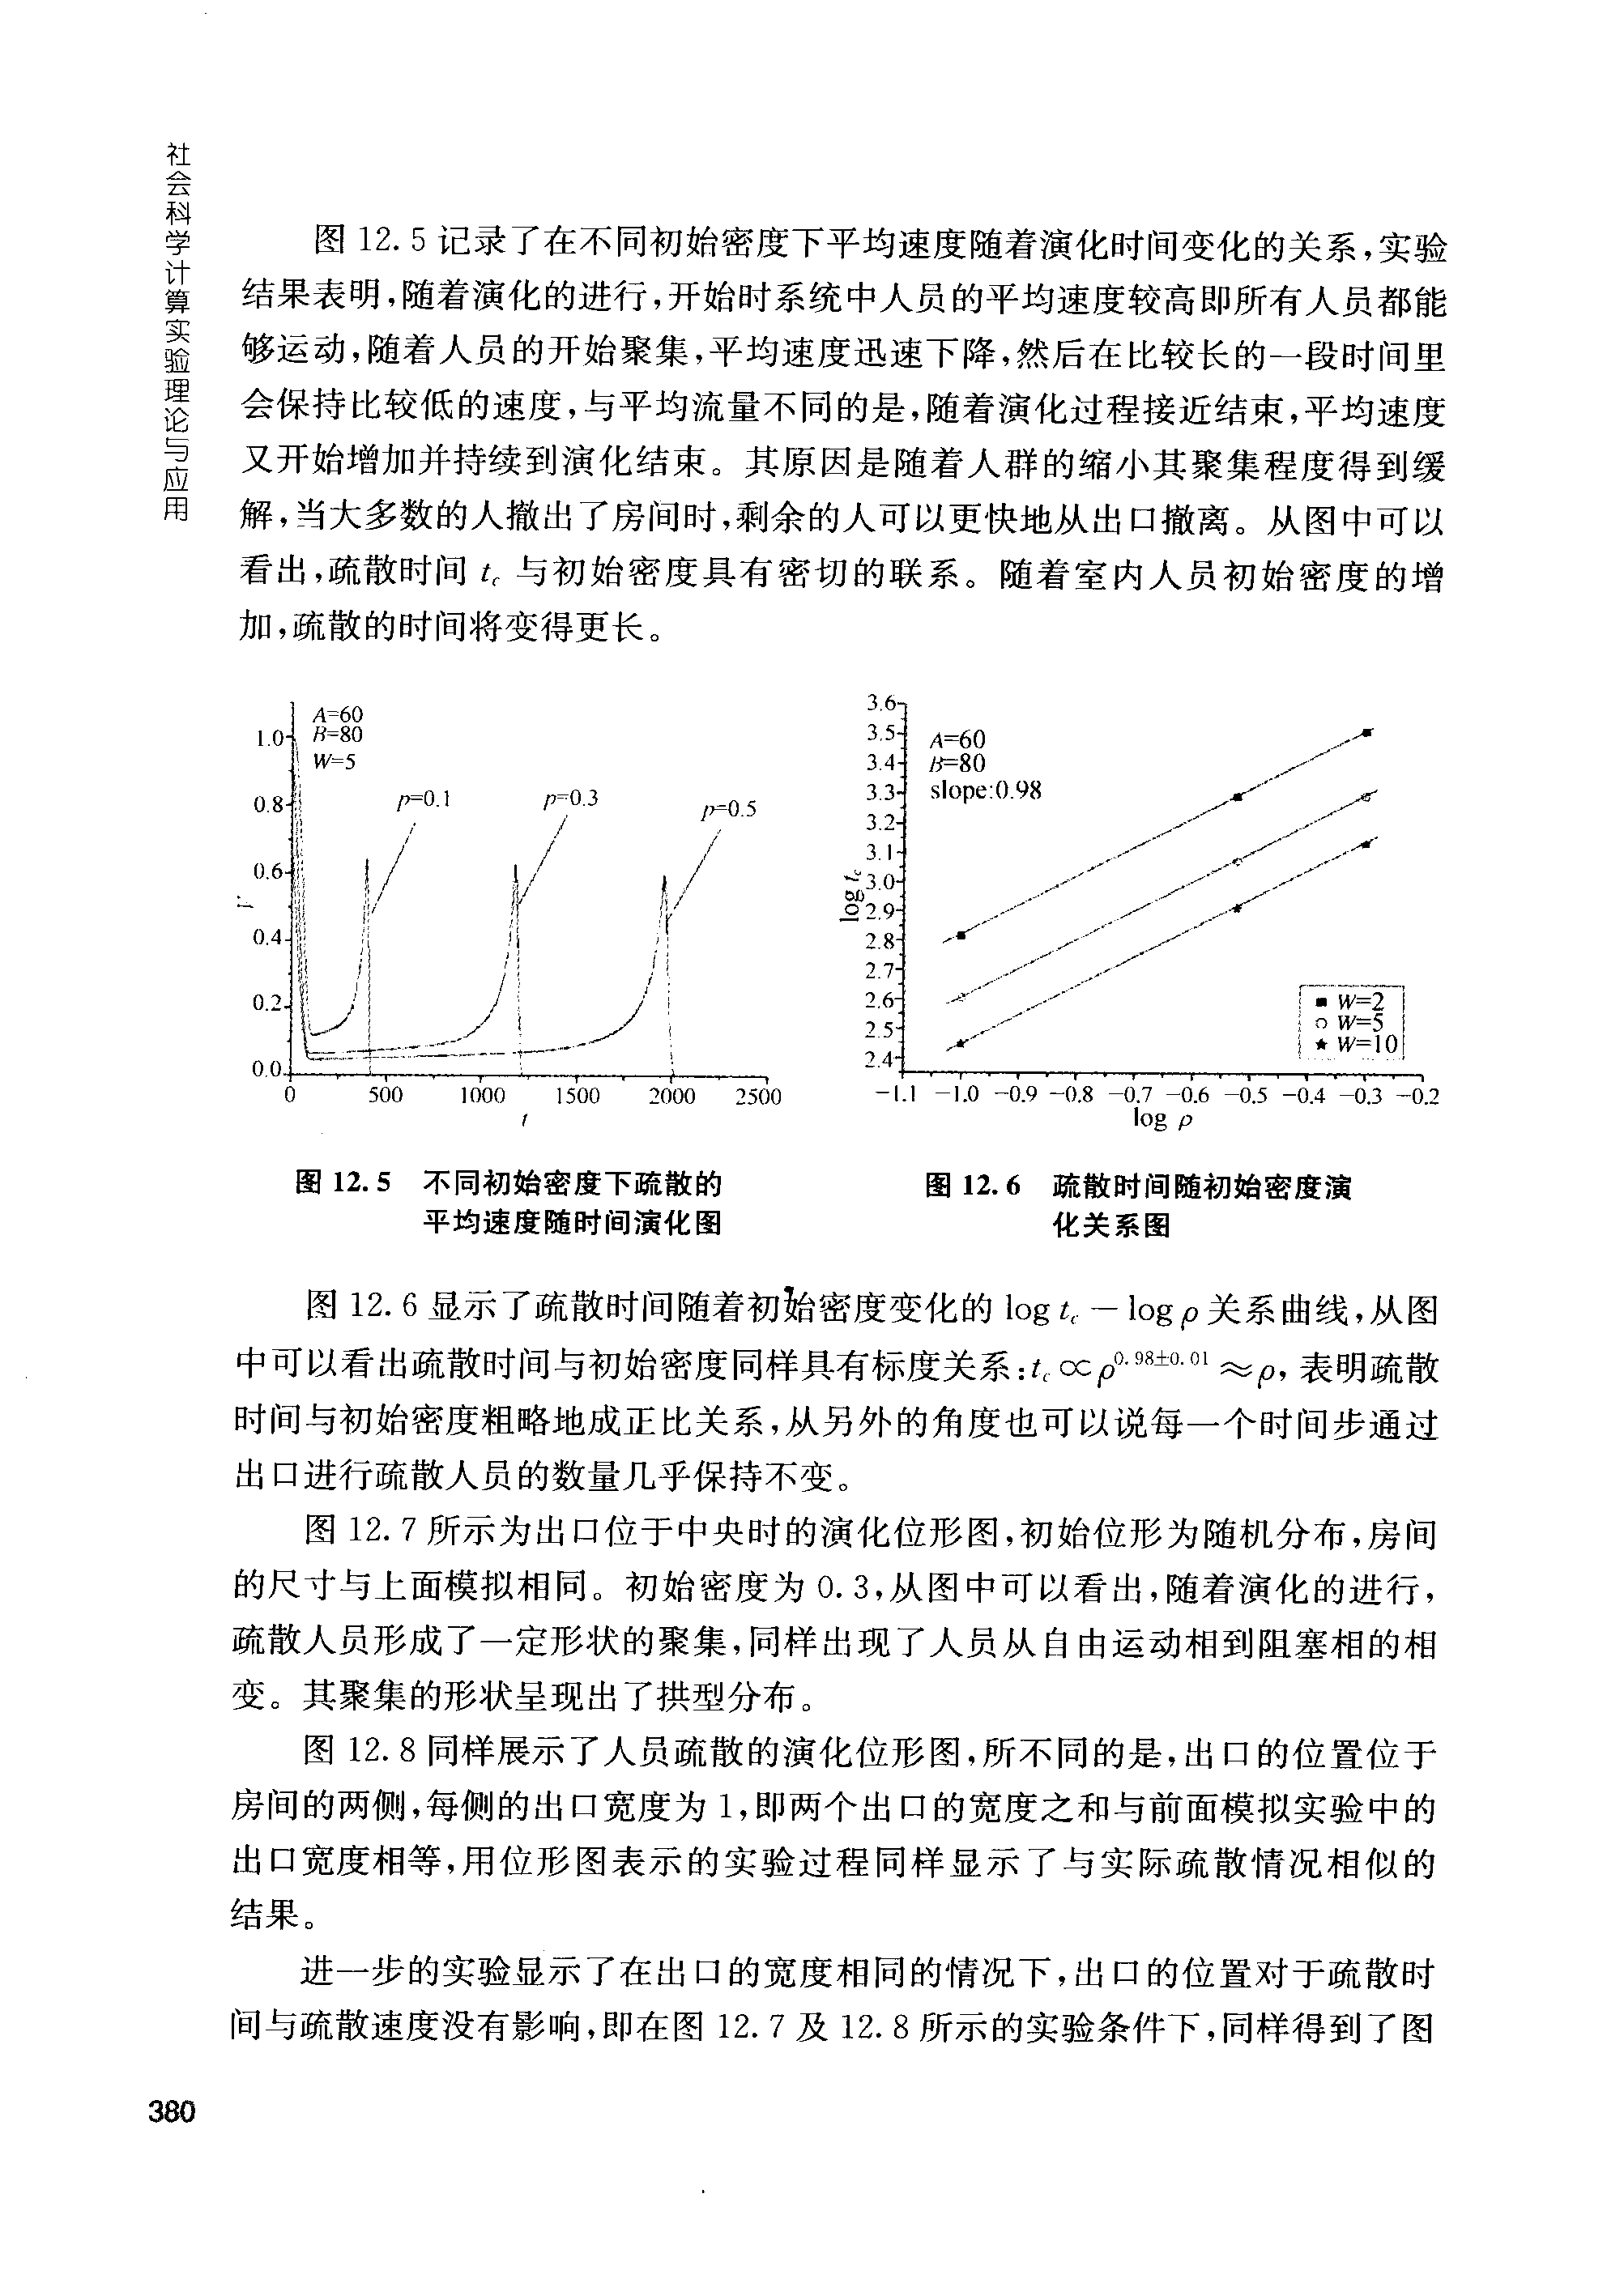 社会科学计算实验理论与应用
图 12.5 记录了在不同初始密度下平均速度随着演化时间变化的关系,实验
结果表明,随着演化的进行,开始时系统中人员的平均速度较高即所有人员都能
够运动,随着人员的开始聚集,平均速度迅速下降,然后在比较长的一段时间里
会保持比较低的速度,与平均流量不同的是,随着演化过程接近结束,平均速度
又开始增加并持续到演化结束。其原因是随着人群的缩小其聚集程度得到缓
解,当大多数的人撤出了房间时,剩余的人可以更快地从出口撤离。从图中可以
看出,疏散时间 t_c 与初始密度具有密切的联系。随着室内人员初始密度的增
加,疏散的时间将变得更长。
A=60
B=80
W=5
p=0.1
p=0.3
p=0.5
1.0
0.8
0.6
0.4
0.2
0.0
V
0 500 1000 1500 2000 2500
t
图 12.5 不同初始密度下疏散的
平均速度随时间演化图
3.6
3.5
3.4
3.3
3.2
3.1
3.0
2.9
2.8
2.7
2.6
2.5
2.4
log t_c
A=60
B=80
slope:0.98
W=2
W=5
W=10
−1.1 −1.0 −0.9 −0.8 −0.7 −0.6 −0.5 −0.4 −0.3 −0.2
log ρ
图 12.6 疏散时间随初始密度演
化关系图
图 12.6 显示了疏散时间随着初始密度变化的 log t_c − log ρ 关系曲线,从图
中可以看出疏散时间与初始密度同样具有标度关系:t_c ∝ ρ^{0.98±0.01} ≈ ρ, 表明疏散
时间与初始密度粗略地成正比关系,从另外的角度也可以说每一个时间步通过
出口进行疏散人员的数量几乎保持不变。
图 12.7 所示为出口位于中央时的演化位形图,初始位形为随机分布,房间
的尺寸与上面模拟相同。初始密度为 0.3,从图中可以看出,随着演化的进行,
疏散人员形成了一定形状的聚集,同样出现了人员从自由运动相到阻塞相的相
变。其聚集的形状呈现出了拱型分布。
图 12.8 同样展示了人员疏散的演化位形图,所不同的是,出口的位置位于
房间的两侧,每侧的出口宽度为 1,即两个出口的宽度之和与前面模拟实验中的
出口宽度相等,用位形图表示的实验过程同样显示了与实际疏散情况相似的
结果。
进一步的实验显示了在出口的宽度相同的情况下,出口的位置对于疏散时
间与疏散速度没有影响,即在图 12.7 及 12.8 所示的实验条件下,同样得到了图
380